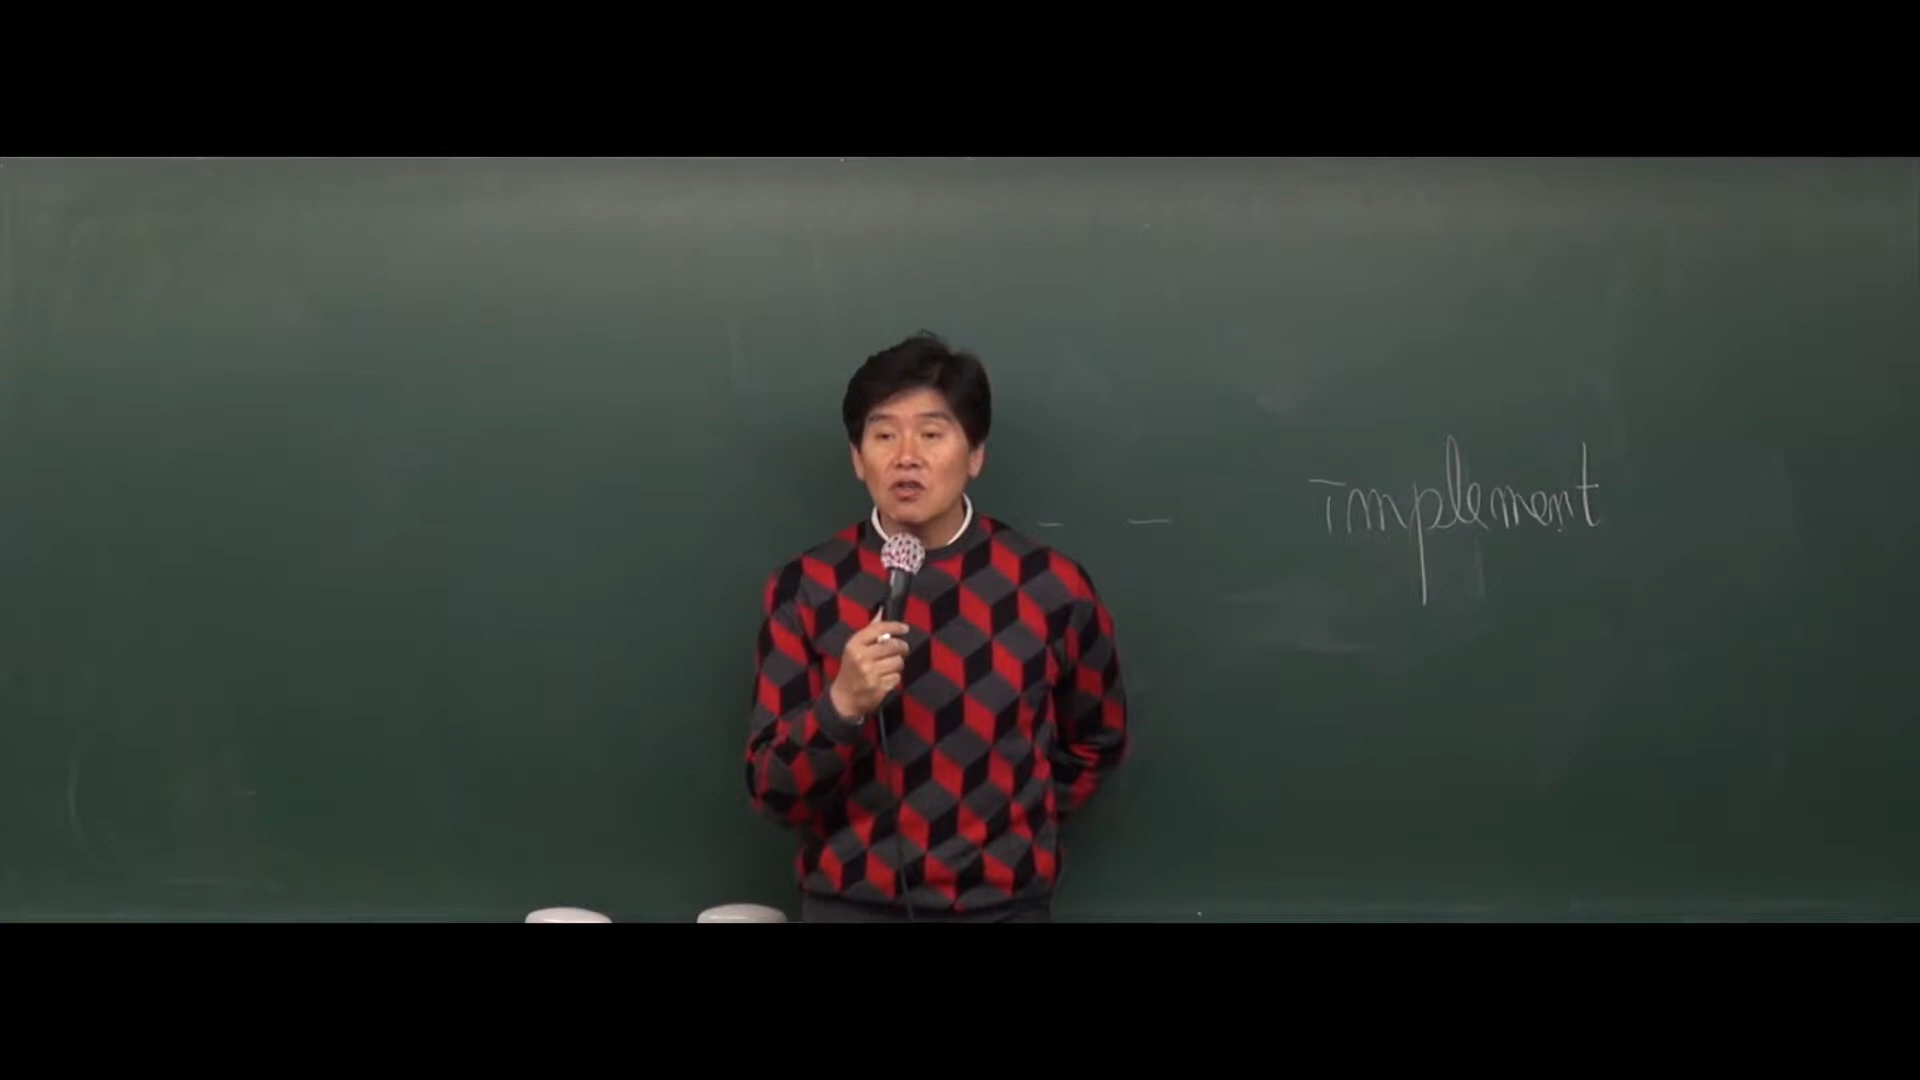 — — implement